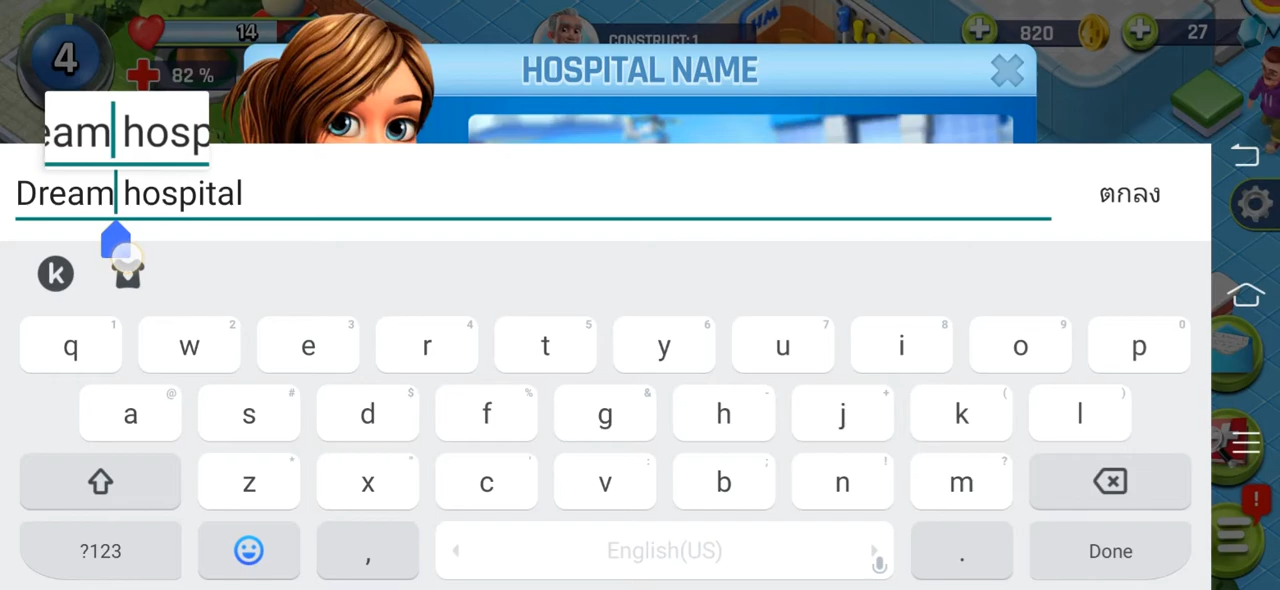 4
14
82 %
CONSTRUCT: 1
820
27
HOSPITAL NAME
eam hosp
Dream hospital
ตกลง
k
1 2 3 4 5 6 7 8 9 0
q w e r t y u i o p
@ # $ % & - + ( )
a s d f g h j k l
* " ' : ; ! ?
z x c v b n m
?123 , English(US) . Done
!